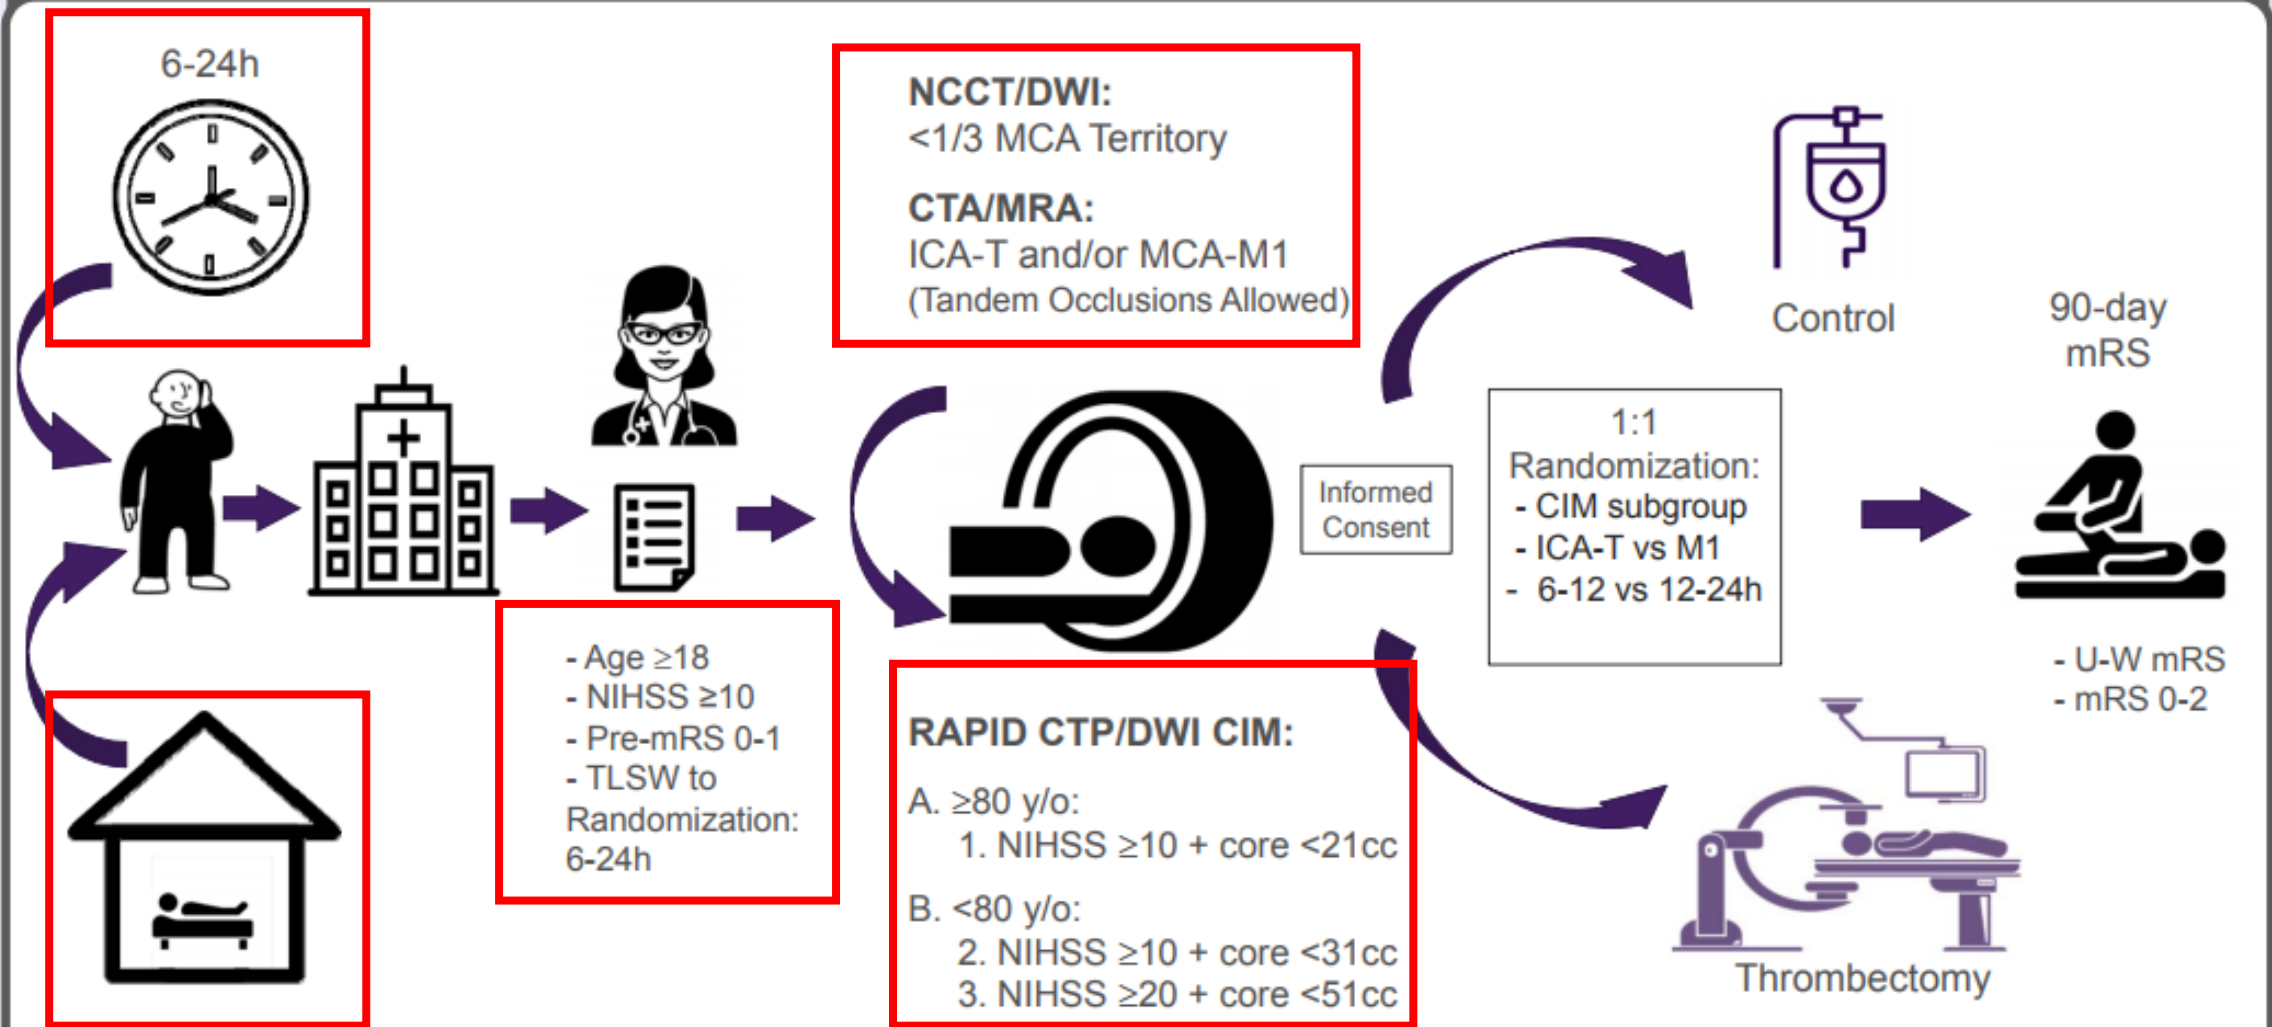 6-24h
- Age ≥18
- NIHSS ≥10
- Pre-mRS 0-1
- TLSW to
Randomization:
6-24h
NCCT/DWI:
<1/3 MCA Territory
CTA/MRA:
ICA-T and/or MCA-M1
(Tandem Occlusions Allowed)
RAPID CTP/DWI CIM:
A. ≥80 y/o:
1. NIHSS ≥10 + core <21cc
B. <80 y/o:
2. NIHSS ≥10 + core <31cc
3. NIHSS ≥20 + core <51cc
Informed
Consent
1:1
Randomization:
- CIM subgroup
- ICA-T vs M1
- 6-12 vs 12-24h
Control
Thrombectomy
90-day
mRS
- U-W mRS
- mRS 0-2